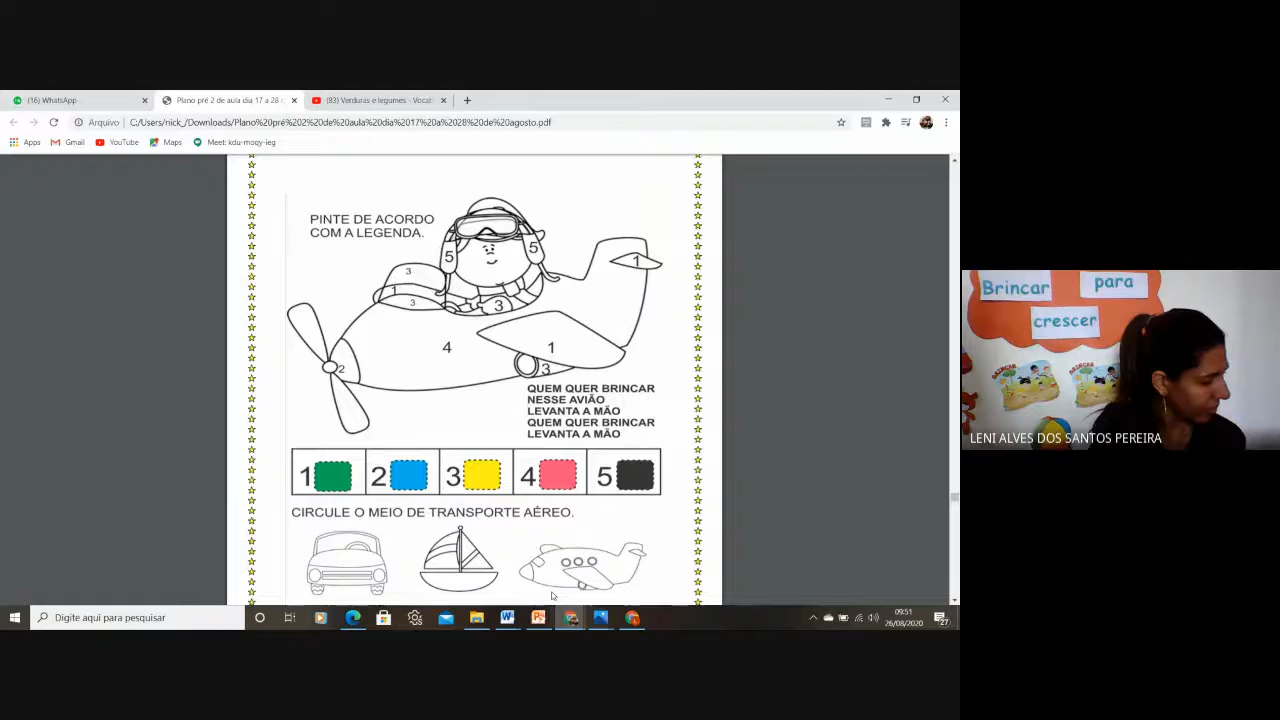 (16) WhatsApp
Plano pré 2 de aula dia 17 a 28 d
(83) Verduras e legumes - Vocab
Arquivo
C:/Users/nick_/Downloads/Plano%20pré%202%20de%20aula%20dia%2017%20a%2028%20de%20agosto.pdf
Apps
Gmail
YouTube
Maps
Meet: kdu-moqy-ieg
PINTE DE ACORDO
COM A LEGENDA.
5
5
1
3
1
3
3
4
1
2
3
QUEM QUER BRINCAR
NESSE AVIÃO
LEVANTA A MÃO
QUEM QUER BRINCAR
LEVANTA A MÃO
1 2 3 4 5
CIRCULE O MEIO DE TRANSPORTE AÉREO.
Digite aqui para pesquisar
09:51
26/08/2020
27
Brincar para
crescer
BRINCAR
LENI ALVES DOS SANTOS PEREIRA